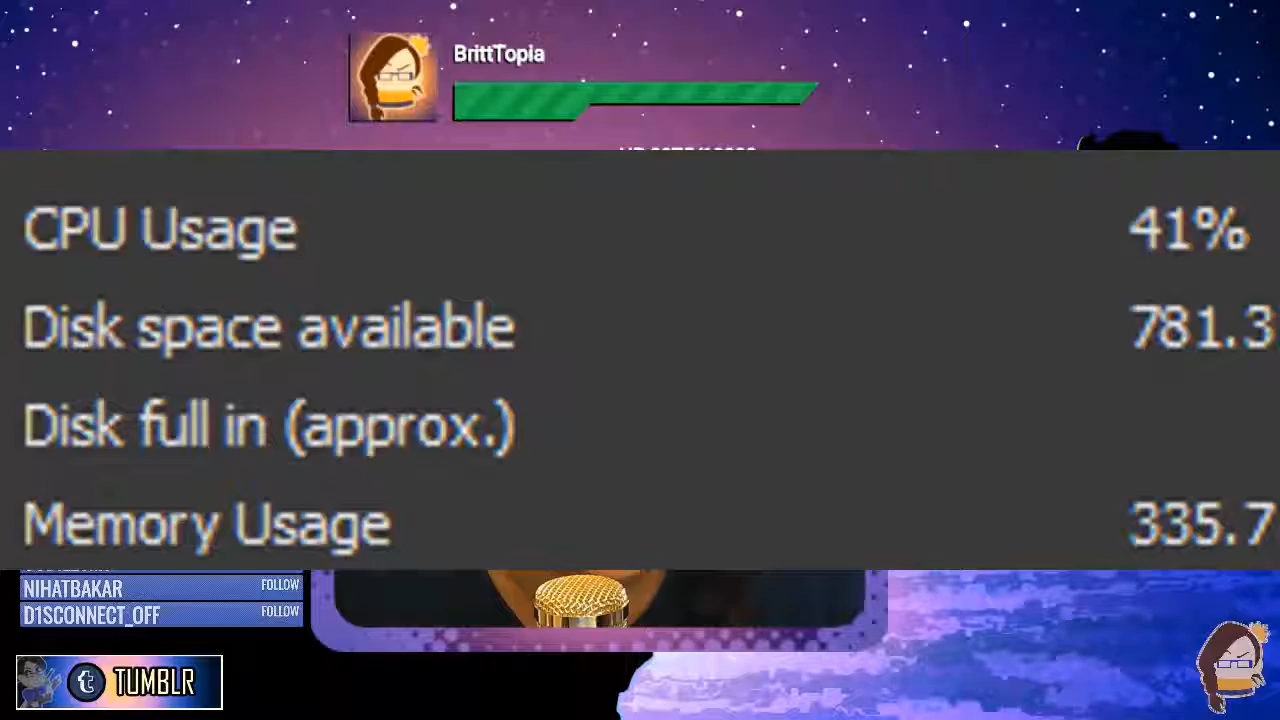 BrittTopia
CPU Usage 41%
Disk space available 781.3
Disk full in (approx.)
Memory Usage 335.7
NIHATBAKAR FOLLOW
D1SCONNECT_OFF FOLLOW
t TUMBLR